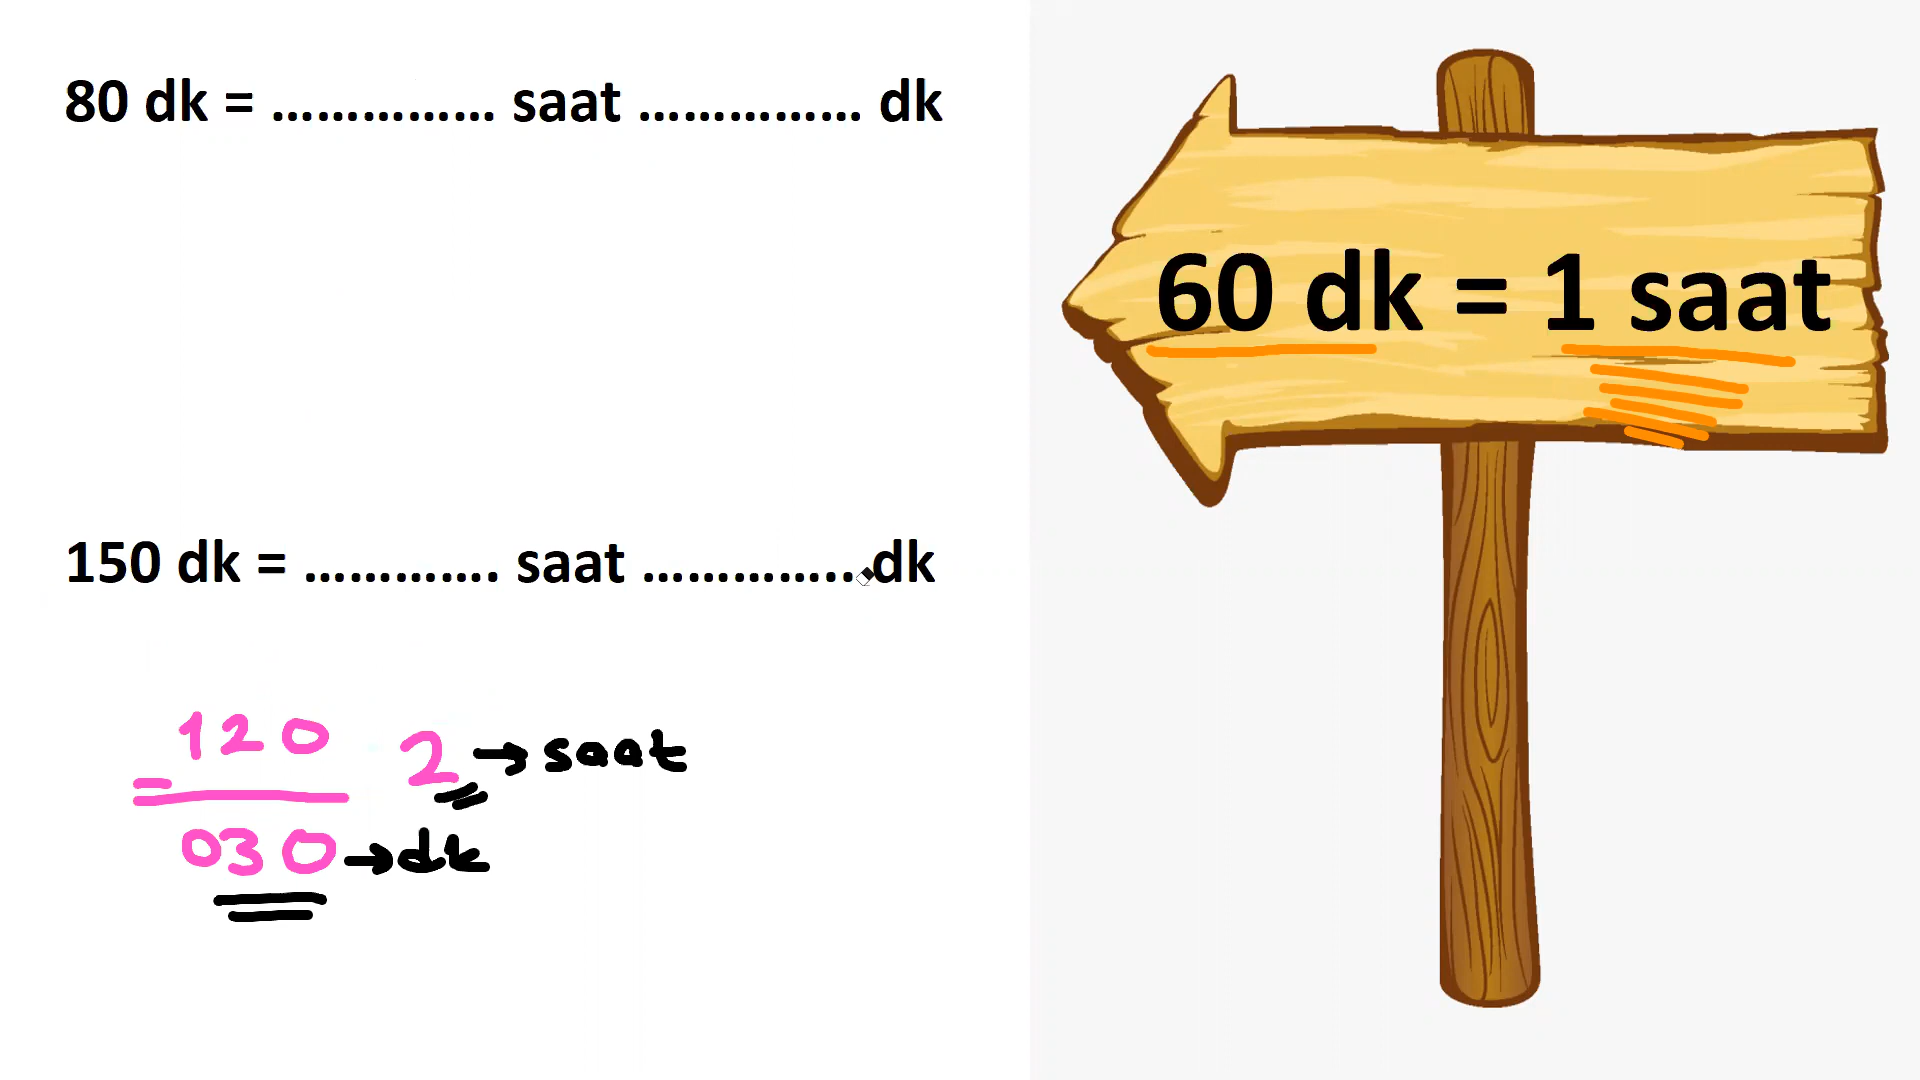 80 dk = …………… saat …………… dk
60 dk = 1 saat
150 dk = …………. saat …………..dk
120 2 → saat
030 → dk